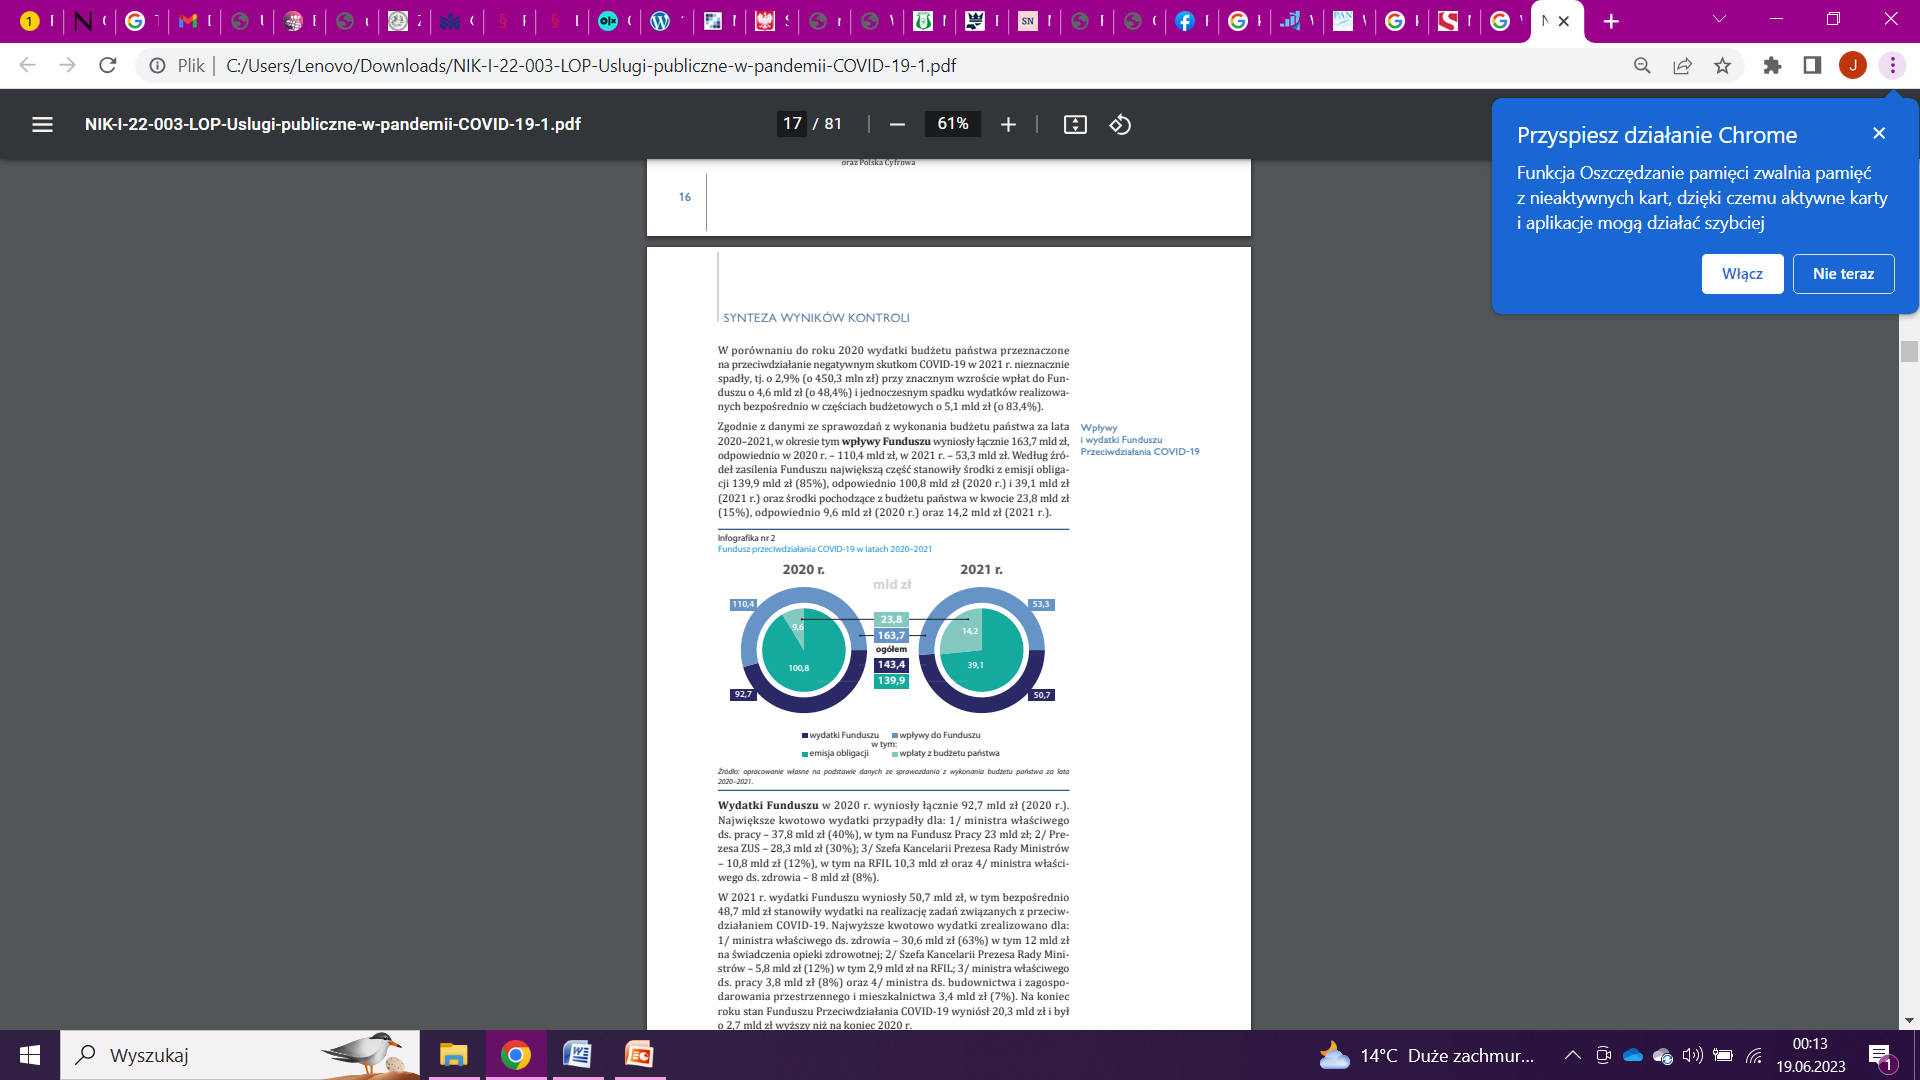 Plik
C:/Users/Lenovo/Downloads/NIK-I-22-003-LOP-Uslugi-publiczne-w-pandemii-COVID-19-1.pdf
J
NIK-I-22-003-LOP-Uslugi-publiczne-w-pandemii-COVID-19-1.pdf
17 / 81
61%
Przyspiesz działanie Chrome
Funkcja Oszczędzanie pamięci zwalnia pamięć
z nieaktywnych kart, dzięki czemu aktywne karty
i aplikacje mogą działać szybciej
Włącz
Nie teraz
oraz Polska Cyfrowa
16
SYNTEZA WYNIKÓW KONTROLI
W porównaniu do roku 2020 wydatki budżetu państwa przeznaczone
na przeciwdziałanie negatywnym skutkom COVID-19 w 2021 r. nieznacznie
spadły, tj. o 2,9% (o 450,3 mln zł) przy znacznym wzroście wpłat do Fun-
duszu o 4,6 mld zł (o 48,4%) i jednoczesnym spadku wydatków realizowa-
nych bezpośrednio w częściach budżetowych o 5,1 mld zł (o 83,4%).
Zgodnie z danymi ze sprawozdań z wykonania budżetu państwa za lata
2020–2021, w okresie tym wpływy Funduszu wyniosły łącznie 163,7 mld zł,
odpowiednio w 2020 r. – 110,4 mld zł, w 2021 r. – 53,3 mld zł. Według źró-
deł zasilenia Funduszu największą część stanowiły środki z emisji obliga-
cji 139,9 mld zł (85%), odpowiednio 100,8 mld zł (2020 r.) i 39,1 mld zł
(2021 r.) oraz środki pochodzące z budżetu państwa w kwocie 23,8 mld zł
(15%), odpowiednio 9,6 mld zł (2020 r.) oraz 14,2 mld zł (2021 r.).
Wpływy
i wydatki Funduszu
Przeciwdziałania COVID-19
Infografika nr 2
Fundusz przeciwdziałania COVID-19 w latach 2020–2021
2020 r.
2021 r.
mld zł
110,4
53,3
9,6
23,8
14,2
163,7
ogółem
100,8
143,4
39,1
139,9
92,7
50,7
wydatki Funduszu
wpływy do Funduszu
w tym:
emisja obligacji
wpłaty z budżetu państwa
Źródło: opracowanie własne na podstawie danych ze sprawozdania z wykonania budżetu państwa za lata
2020–2021.
Wydatki Funduszu w 2020 r. wyniosły łącznie 92,7 mld zł (2020 r.).
Największe kwotowo wydatki przypadły dla: 1/ ministra właściwego
ds. pracy – 37,8 mld zł (40%), w tym na Fundusz Pracy 23 mld zł; 2/ Pre-
zesa ZUS – 28,3 mld zł (30%); 3/ Szefa Kancelarii Prezesa Rady Ministrów
– 10,8 mld zł (12%), w tym na RFIL 10,3 mld zł oraz 4/ ministra właści-
wego ds. zdrowia – 8 mld zł (8%).
W 2021 r. wydatki Funduszu wyniosły 50,7 mld zł, w tym bezpośrednio
48,7 mld zł stanowiły wydatki na realizację zadań związanych z przeciw-
działaniem COVID-19. Najwyższe kwotowo wydatki zrealizowano dla:
1/ ministra właściwego ds. zdrowia – 30,6 mld zł (63%) w tym 12 mld zł
na świadczenia opieki zdrowotnej; 2/ Szefa Kancelarii Prezesa Rady Mini-
strów – 5,8 mld zł (12%) w tym 2,9 mld zł na RFIL; 3/ ministra właściwego
ds. pracy 3,8 mld zł (8%) oraz 4/ ministra ds. budownictwa i zagospo-
darowania przestrzennego i mieszkalnictwa 3,4 mld zł (7%). Na koniec
roku stan Funduszu Przeciwdziałania COVID-19 wyniósł 20,3 mld zł i był
o 2,7 mld zł wyższy niż na koniec 2020 r.
Wyszukaj
14°C Duże zachmur...
00:13
19.06.2023
1